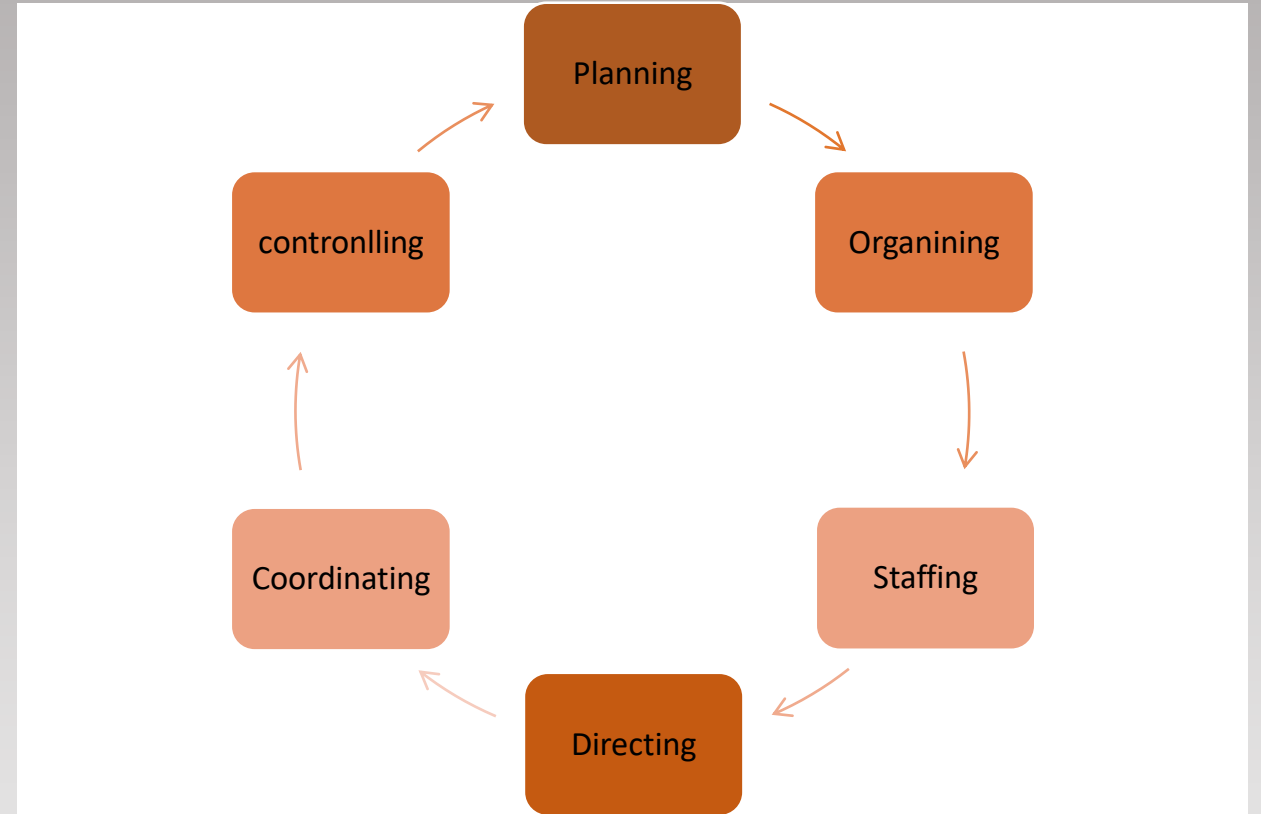 Planning
Organining
Staffing
Directing
Coordinating
contronlling